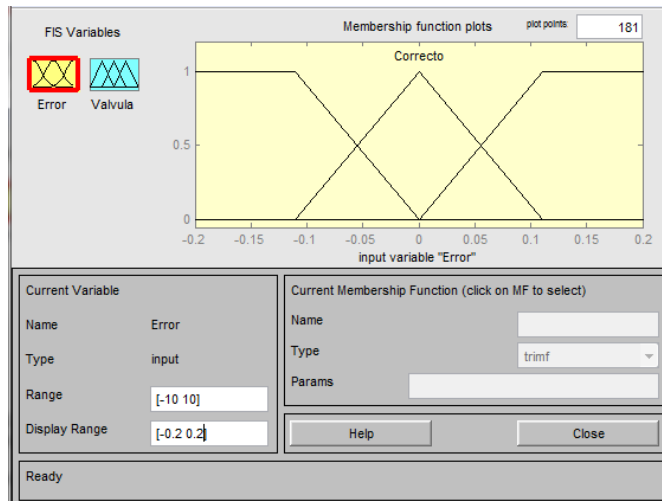 FIS Variables
Membership function plots
plot points:
181
Error
Valvula
Correcto
1
0.5
0
-0.2 -0.15 -0.1 -0.05 0 0.05 0.1 0.15 0.2
input variable "Error"
Current Variable
Name Error
Type input
Range [-10 10]
Display Range [-0.2 0.2]
Current Membership Function (click on MF to select)
Name
Type trimf
Params
Help Close
Ready